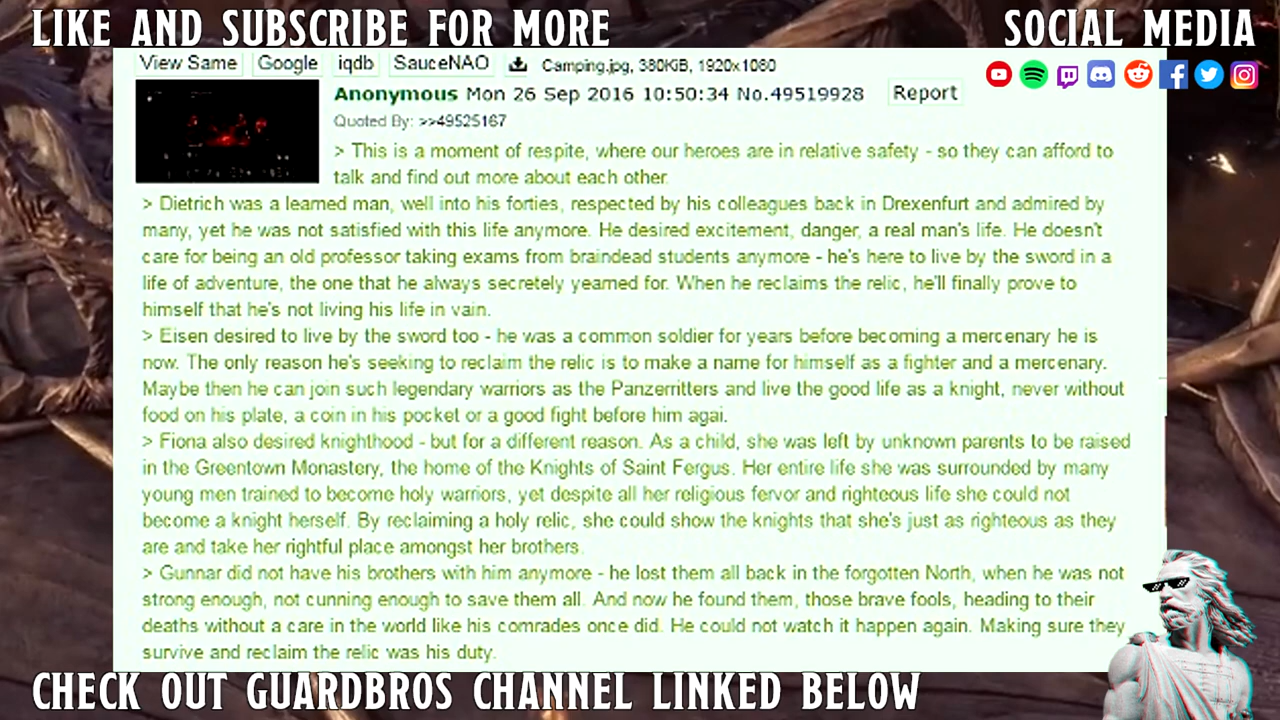 LIKE AND SUBSCRIBE FOR MORE
SOCIAL MEDIA
View Same Google iqdb SauceNAO Camping.jpg, 380KiB, 1920x1080
Anonymous Mon 26 Sep 2016 10:50:34 No.49519928 Report
Quoted By: >>49525167
> This is a moment of respite, where our heroes are in relative safety - so they can afford to
talk and find out more about each other.
> Dietrich was a learned man, well into his forties, respected by his colleagues back in Drexenfurt and admired by
many, yet he was not satisfied with this life anymore. He desired excitement, danger, a real man's life. He doesn't
care for being an old professor taking exams from braindead students anymore - he's here to live by the sword in a
life of adventure, the one that he always secretely yearned for. When he reclaims the relic, he'll finally prove to
himself that he's not living his life in vain.
> Eisen desired to live by the sword too - he was a common soldier for years before becoming a mercenary he is
now. The only reason he's seeking to reclaim the relic is to make a name for himself as a fighter and a mercenary.
Maybe then he can join such legendary warriors as the Panzerritters and live the good life as a knight, never without
food on his plate, a coin in his pocket or a good fight before him agai.
> Fiona also desired knighthood - but for a different reason. As a child, she was left by unknown parents to be raised
in the Greentown Monastery, the home of the Knights of Saint Fergus. Her entire life she was surrounded by many
young men trained to become holy warriors, yet despite all her religious fervor and righteous life she could not
become a knight herself. By reclaiming a holy relic, she could show the knights that she's just as righteous as they
are and take her rightful place amongst her brothers.
> Gunnar did not have his brothers with him anymore - he lost them all back in the forgotten North, when he was not
strong enough, not cunning enough to save them all. And now he found them, those brave fools, heading to their
deaths without a care in the world like his comrades once did. He could not watch it happen again. Making sure they
survive and reclaim the relic was his duty.
CHECK OUT GUARDBROS CHANNEL LINKED BELOW